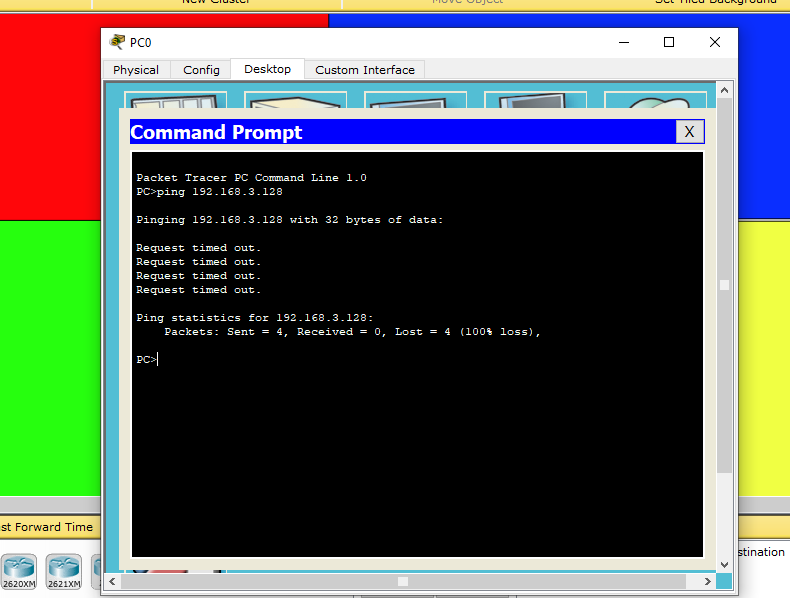 New Cluster
Move Object
Set Tiled Background
PC0
Physical
Config
Desktop
Custom Interface
Command Prompt
X
Packet Tracer PC Command Line 1.0
PC>ping 192.168.3.128
Pinging 192.168.3.128 with 32 bytes of data:
Request timed out.
Request timed out.
Request timed out.
Request timed out.
Ping statistics for 192.168.3.128:
Packets: Sent = 4, Received = 0, Lost = 4 (100% loss),
PC>
st Forward Time
stination
2620XM
2621XM